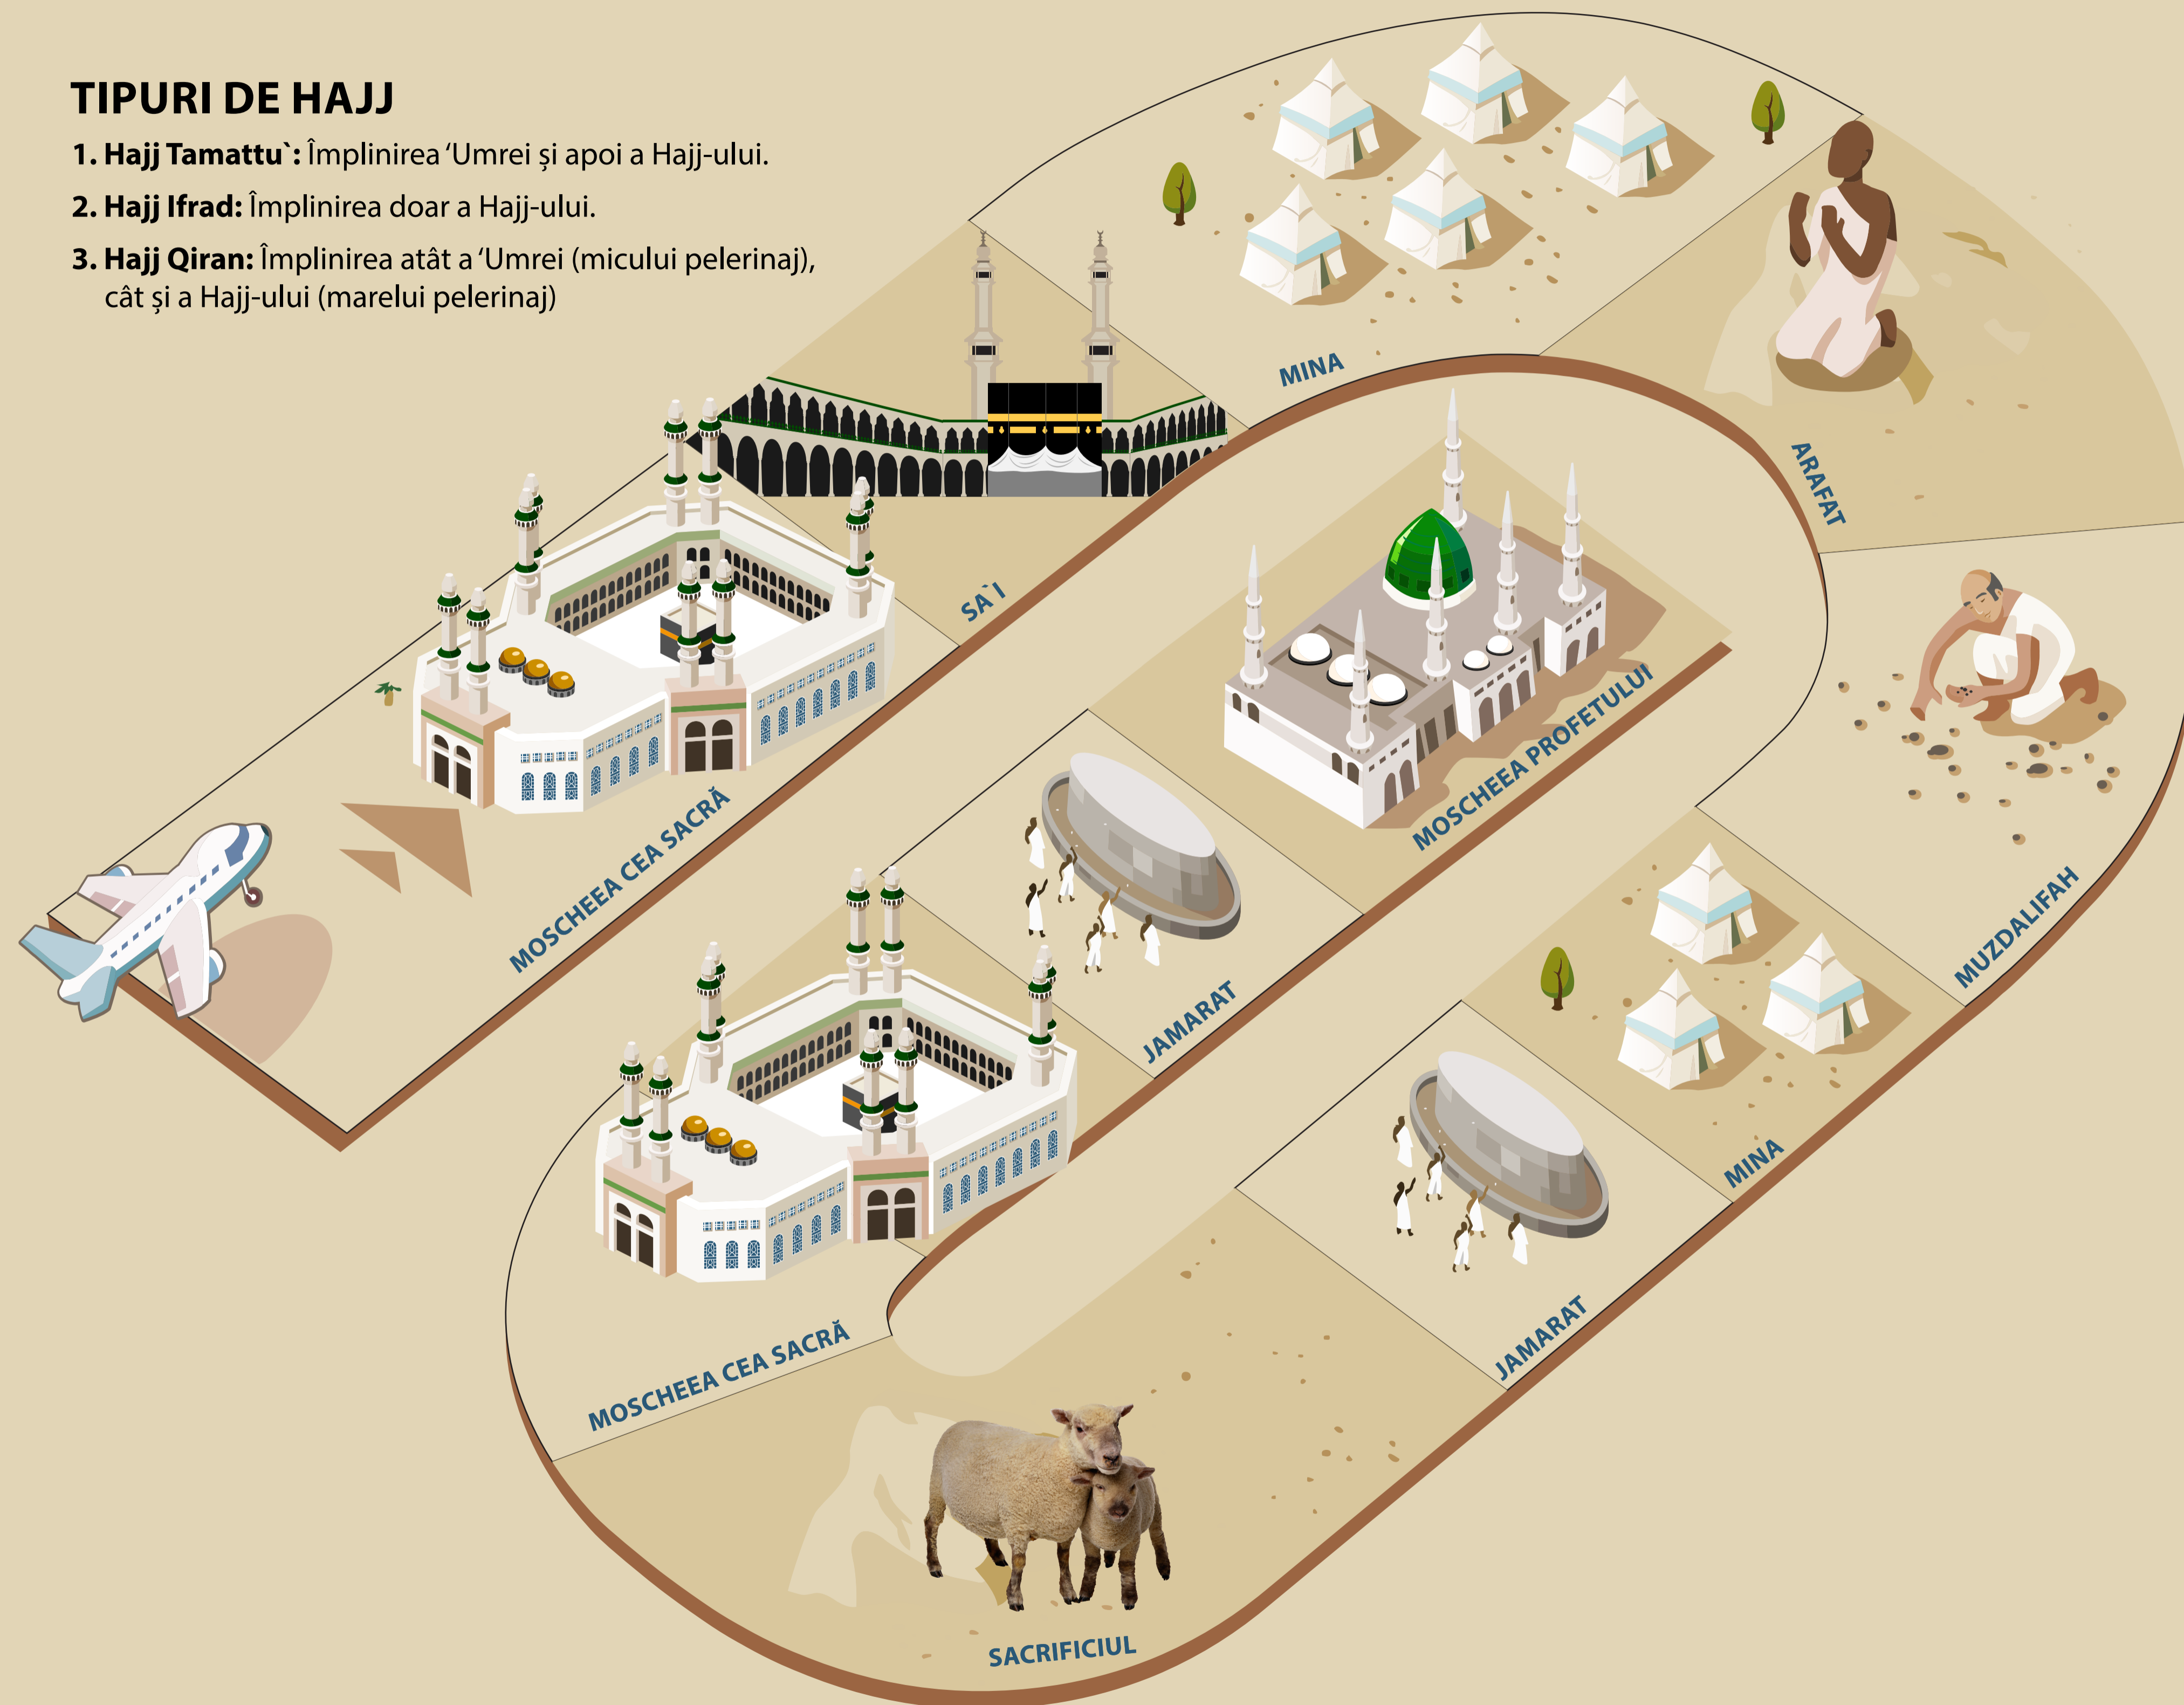 TIPURI DE HAJJ
1. Hajj Tamattu`: Împlinirea ‘Umrei și apoi a Hajj-ului.
2. Hajj Ifrad: Împlinirea doar a Hajj-ului.
3. Hajj Qiran: Împlinirea atât a ‘Umrei (micului pelerinaj),
cât și a Hajj-ului (marelui pelerinaj)
MOSCHEEA CEA SACRĂ
SA`I
MINA
ARAFAT
MUZDALIFAH
MINA
JAMARAT
SACRIFICIUL
MOSCHEEA CEA SACRĂ
JAMARAT
MOSCHEEA PROFETULUI